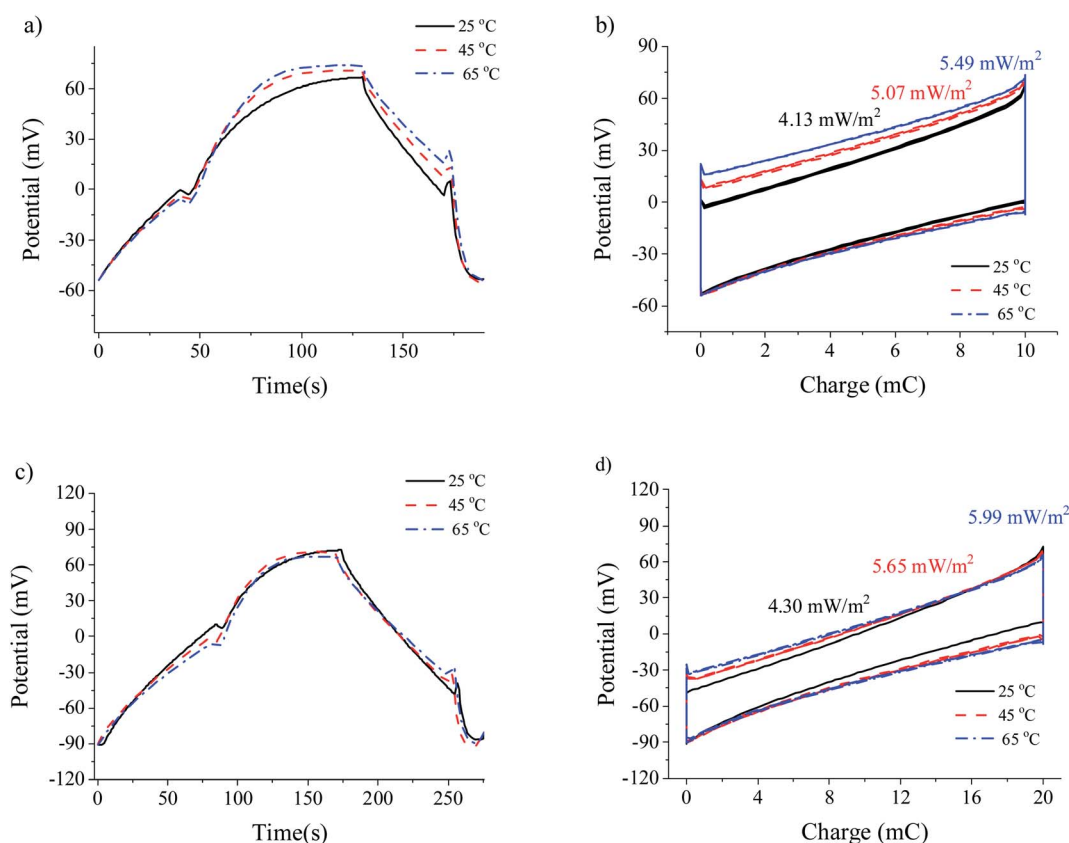 a)
25 °C
45 °C
65 °C
60
30
0
-30
-60
Potential (mV)
0
50
100
150
Time(s)
b)
90
60
30
0
-30
-60
Potential (mV)
5.49 mW/m²
5.07 mW/m²
4.13 mW/m²
25 °C
45 °C
65 °C
0
2
4
6
8
10
Charge (mC)
c)
120
90
60
30
0
-30
-60
-90
-120
Potential (mV)
25 °C
45 °C
65 °C
0
50
100
150
200
250
Time(s)
d)
120
90
60
30
0
-30
-60
-90
-120
Potential (mV)
5.99 mW/m²
5.65 mW/m²
4.30 mW/m²
25 °C
45 °C
65 °C
0
4
8
12
16
20
Charge (mC)